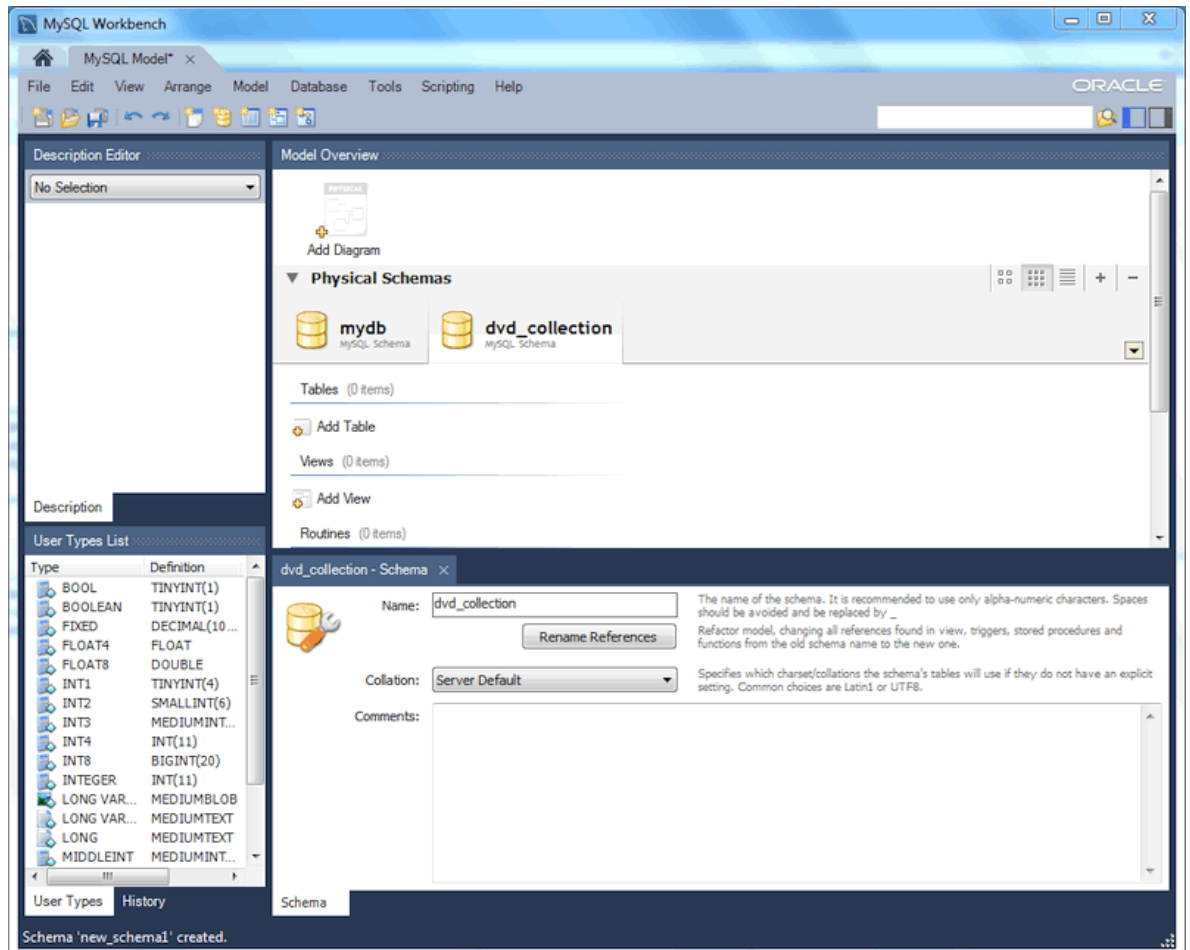 MySQL Workbench
MySQL Model*
File Edit View Arrange Model Database Tools Scripting Help
ORACLE
Description Editor
No Selection
Description
Model Overview
PHYSICAL
Add Diagram
Physical Schemas
mydb
MySQL Schema
dvd_collection
MySQL Schema
Tables (0 items)
Add Table
Views (0 items)
Add View
Routines (0 items)
User Types List
Type Definition
BOOL TINYINT(1)
BOOLEAN TINYINT(1)
FIXED DECIMAL(10...
FLOAT4 FLOAT
FLOAT8 DOUBLE
INT1 TINYINT(4)
INT2 SMALLINT(6)
INT3 MEDIUMINT...
INT4 INT(11)
INT8 BIGINT(20)
INTEGER INT(11)
LONG VAR... MEDIUMBLOB
LONG VAR... MEDIUMTEXT
LONG MEDIUMTEXT
MIDDLEINT MEDIUMINT...
User Types History
dvd_collection - Schema
Name: dvd_collection
The name of the schema. It is recommended to use only alpha-numeric characters. Spaces
should be avoided and be replaced by _
Rename References
Refactor model, changing all references found in view, triggers, stored procedures and
functions from the old schema name to the new one.
Collation: Server Default
Specifies which charset/collations the schema's tables will use if they do not have an explicit
setting. Common choices are Latin1 or UTF8.
Comments:
Schema
Schema 'new_schema1' created.